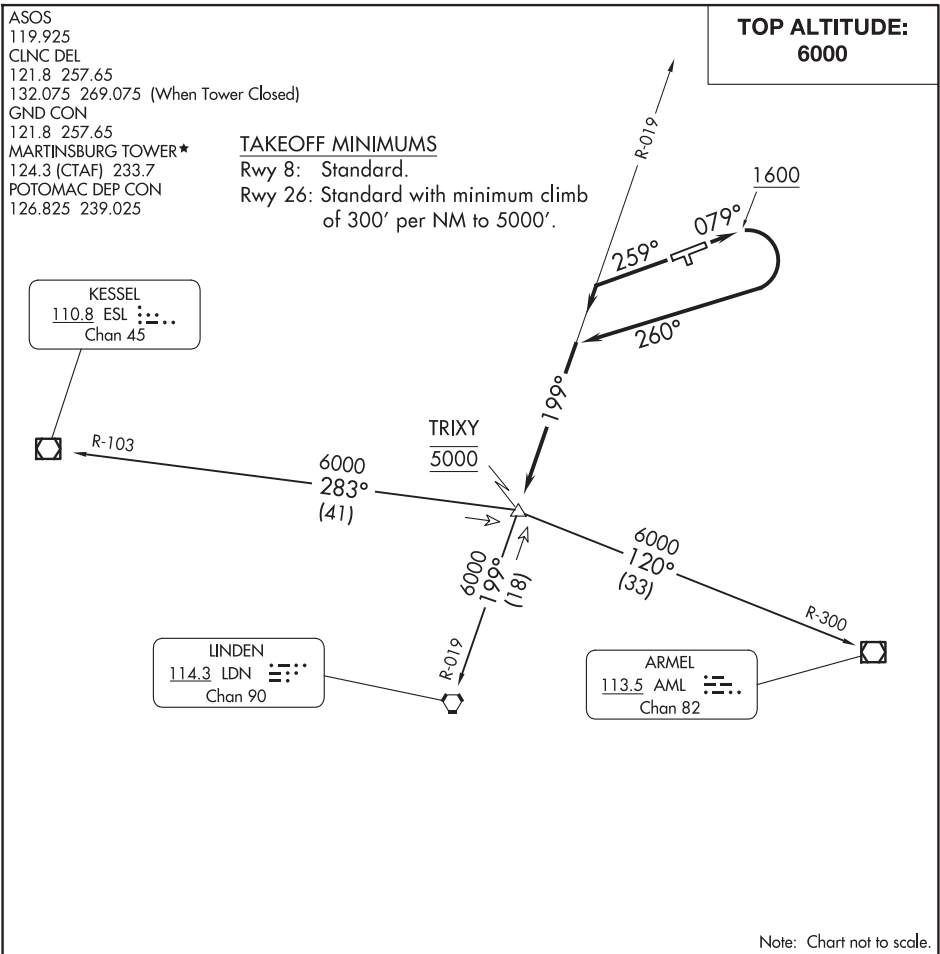 ASOS
119.925
CLNC DEL
121.8 257.65
132.075 269.075 (When Tower Closed)
GND CON
121.8 257.65
MARTINSBURG TOWER★
124.3 (CTAF) 233.7
POTOMAC DEP CON
126.825 239.025
TAKEOFF MINIMUMS
Rwy 8: Standard.
Rwy 26: Standard with minimum climb
of 300' per NM to 5000'.
TOP ALTITUDE:
6000
R-019
1600
079°
259°
260°
199°
KESSEL
110.8 ESL
Chan 45
R-103
6000
283°
(41)
TRIXY
5000
6000
120°
(33)
R-300
6000
199°
(18)
R-019
LINDEN
114.3 LDN
Chan 90
ARMEL
113.5 AML
Chan 82
Note: Chart not to scale.